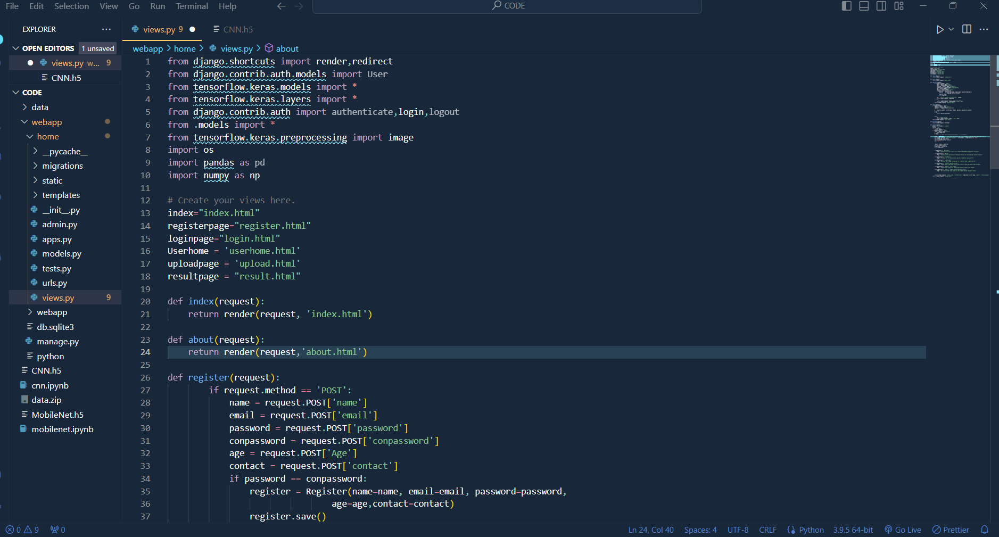 File Edit Selection View Go Run Terminal Help
CODE
EXPLORER
OPEN EDITORS 1 unsaved
views.py w... 9
CNN.h5
CODE
data
webapp
home
__pycache__
migrations
static
templates
__init__.py
admin.py
apps.py
models.py
tests.py
urls.py
views.py 9
webapp
db.sqlite3
manage.py
python
CNN.h5
cnn.ipynb
data.zip
MobileNet.h5
mobilenet.ipynb
views.py 9 CNN.h5
webapp > home > views.py > about
1 from django.shortcuts import render,redirect
2 from django.contrib.auth.models import User
3 from tensorflow.keras.models import *
4 from tensorflow.keras.layers import *
5 from django.contrib.auth import authenticate,login,logout
6 from .models import *
7 from tensorflow.keras.preprocessing import image
8 import os
9 import pandas as pd
10 import numpy as np
11
12 # Create your views here.
13 index="index.html"
14 registerpage="register.html"
15 loginpage="login.html"
16 Userhome = 'userhome.html'
17 uploadpage = 'upload.html'
18 resultpage = "result.html"
19
20 def index(request):
21 return render(request, 'index.html')
22
23 def about(request):
24 return render(request,'about.html')
25
26 def register(request):
27 if request.method == 'POST':
28 name = request.POST['name']
29 email = request.POST['email']
30 password = request.POST['password']
31 conpassword = request.POST['conpassword']
32 age = request.POST['Age']
33 contact = request.POST['contact']
34 if password == conpassword:
35 register = Register(name=name, email=email, password=password,
36 age=age,contact=contact)
37 register.save()
0 9 0 Ln 24, Col 40 Spaces: 4 UTF-8 CRLF Python 3.9.5 64-bit Go Live Prettier